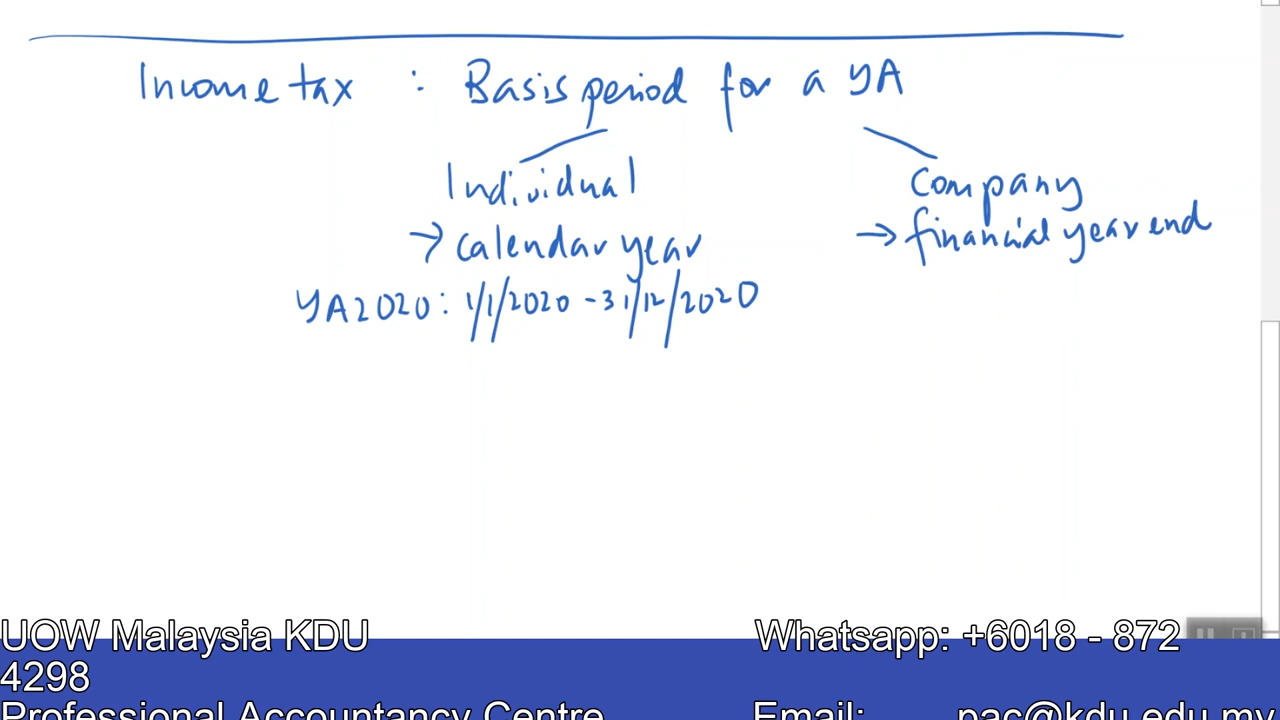 Income tax : Basis period for a YA
Individual
Company
→ calendar year
→ financial year end
YA2020: 1/1/2020 - 31/12/2020
UOW Malaysia KDU Whatsapp: +6018 - 872
4298
Professional Accountancy Centre Email: pac@kdu.edu.my